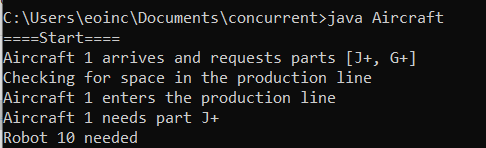 C:\Users\eoinc\Documents\concurrent>java Aircraft
====Start====
Aircraft 1 arrives and requests parts [J+, G+]
Checking for space in the production line
Aircraft 1 enters the production line
Aircraft 1 needs part J+
Robot 10 needed